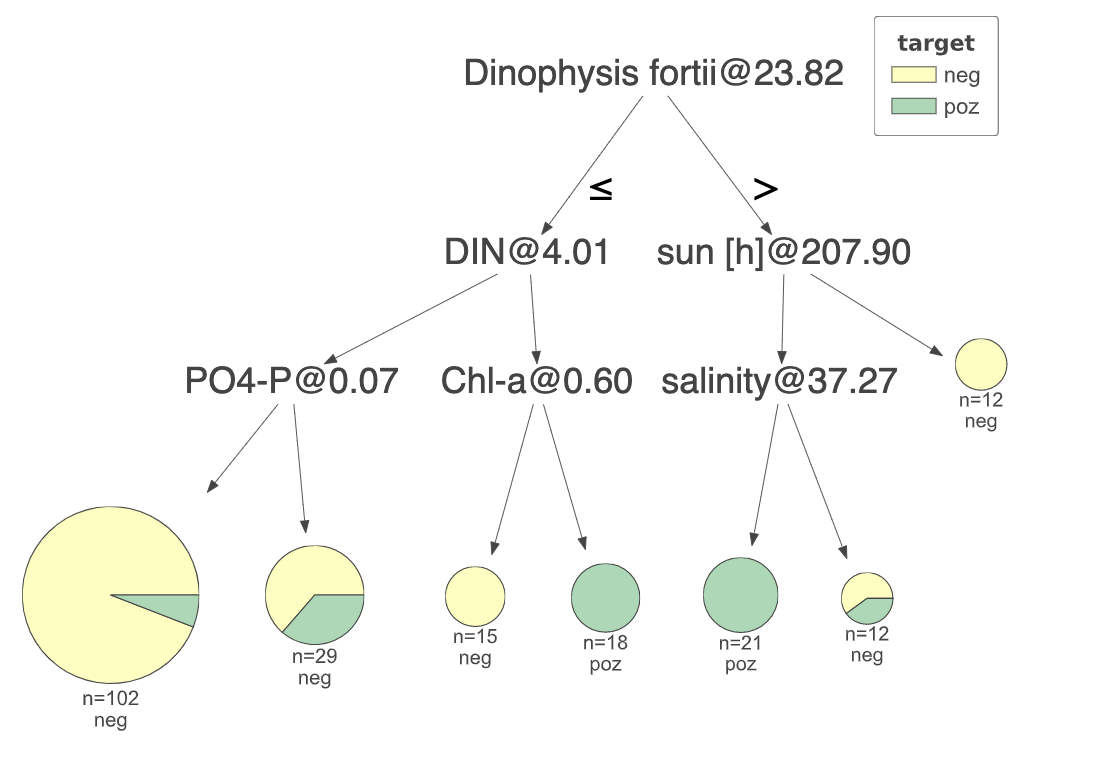 Dinophysis fortii@23.82
target
neg
poz
≤
>
DIN@4.01
sun [h]@207.90
PO4-P@0.07
Chl-a@0.60
salinity@37.27
n=12
neg
n=102
neg
n=29
neg
n=15
neg
n=18
poz
n=21
poz
n=12
neg